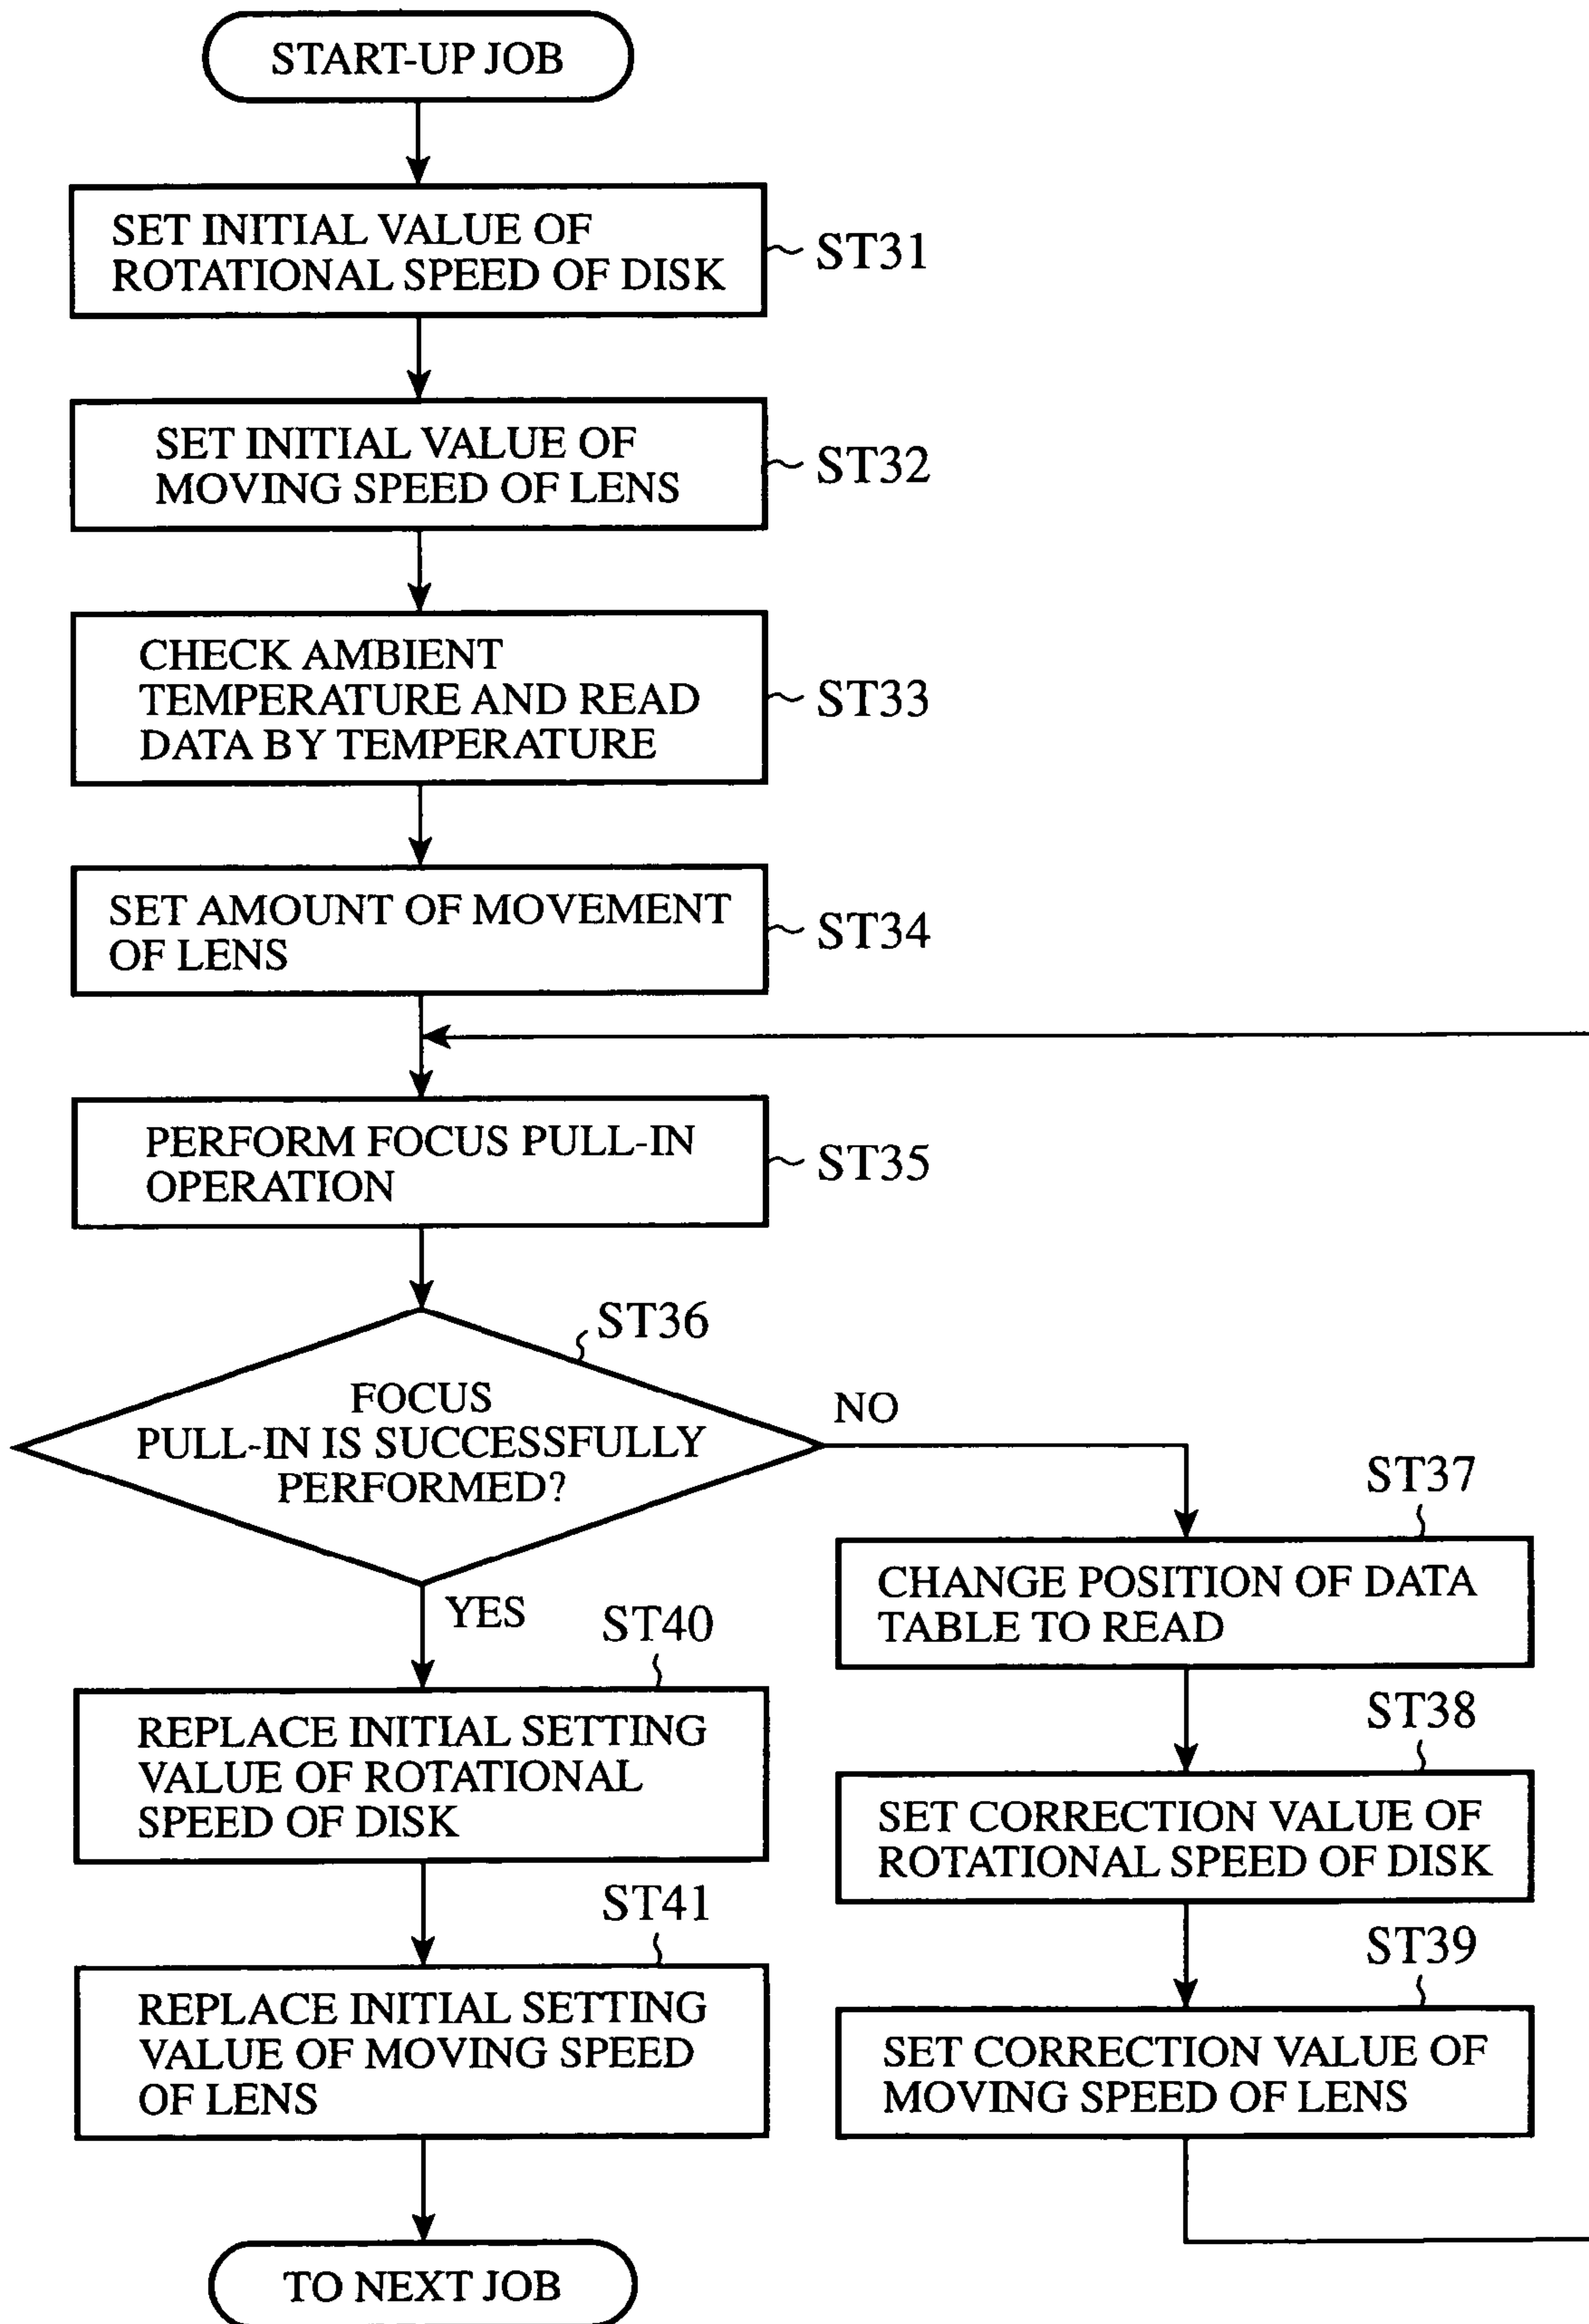 START-UP JOB
SET INITIAL VALUE OF
ROTATIONAL SPEED OF DISK
ST31
SET INITIAL VALUE OF
MOVING SPEED OF LENS
ST32
CHECK AMBIENT
TEMPERATURE AND READ
DATA BY TEMPERATURE
ST33
SET AMOUNT OF MOVEMENT
OF LENS
ST34
PERFORM FOCUS PULL-IN
OPERATION
ST35
ST36
FOCUS
PULL-IN IS SUCCESSFULLY
PERFORMED?
NO
YES
ST37
CHANGE POSITION OF DATA
TABLE TO READ
ST38
SET CORRECTION VALUE OF
ROTATIONAL SPEED OF DISK
ST39
SET CORRECTION VALUE OF
MOVING SPEED OF LENS
ST40
REPLACE INITIAL SETTING
VALUE OF ROTATIONAL
SPEED OF DISK
ST41
REPLACE INITIAL SETTING
VALUE OF MOVING SPEED
OF LENS
TO NEXT JOB